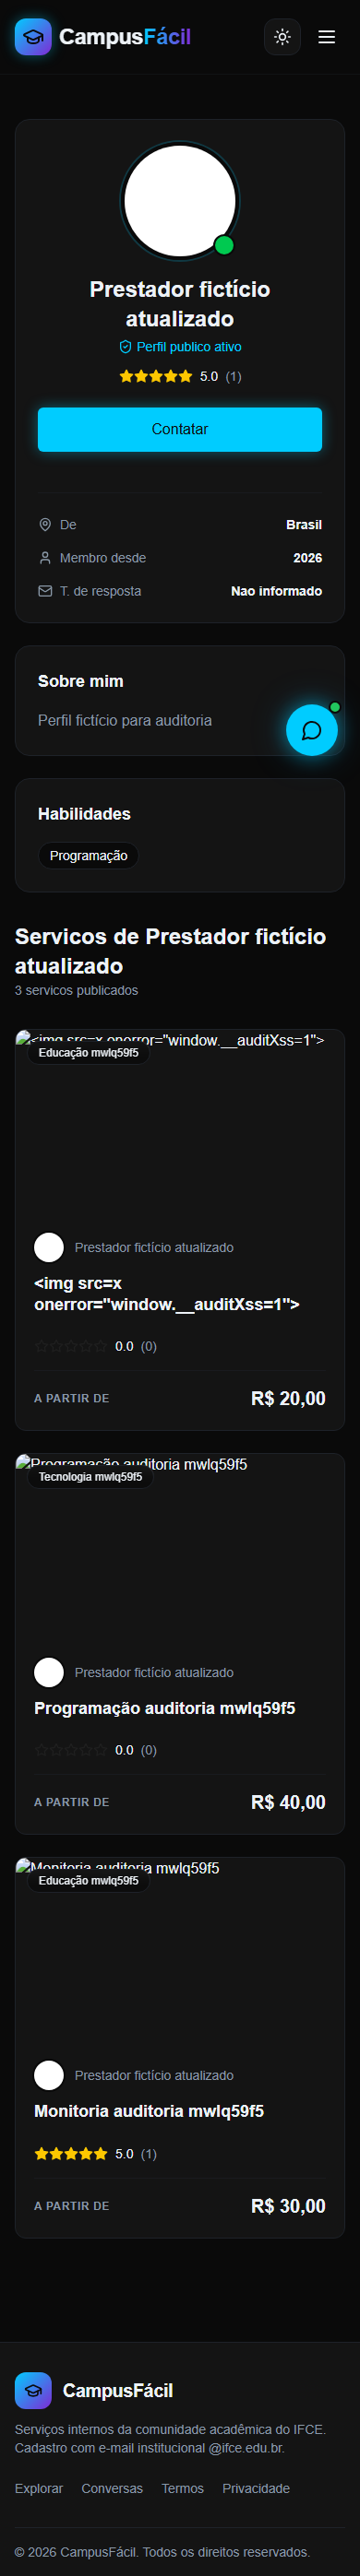 CampusFácil
Prestador fictício
atualizado
Perfil publico ativo
5.0 (1)
Contatar
De Brasil
Membro desde 2026
T. de resposta Nao informado
Sobre mim
Perfil fictício para auditoria
Habilidades
Programação
Servicos de Prestador fictício
atualizado
3 servicos publicados
<img src=x onerror="window.__auditXss=1">
Educação mwlq59f5
Prestador fictício atualizado
<img src=x
onerror="window.__auditXss=1">
0.0 (0)
A PARTIR DE R$ 20,00
Programação auditoria mwlq59f5
Tecnologia mwlq59f5
Prestador fictício atualizado
Programação auditoria mwlq59f5
0.0 (0)
A PARTIR DE R$ 40,00
Monitoria auditoria mwlq59f5
Educação mwlq59f5
Prestador fictício atualizado
Monitoria auditoria mwlq59f5
5.0 (1)
A PARTIR DE R$ 30,00
CampusFácil
Serviços internos da comunidade acadêmica do IFCE.
Cadastro com e-mail institucional @ifce.edu.br.
Explorar Conversas Termos Privacidade
© 2026 CampusFácil. Todos os direitos reservados.